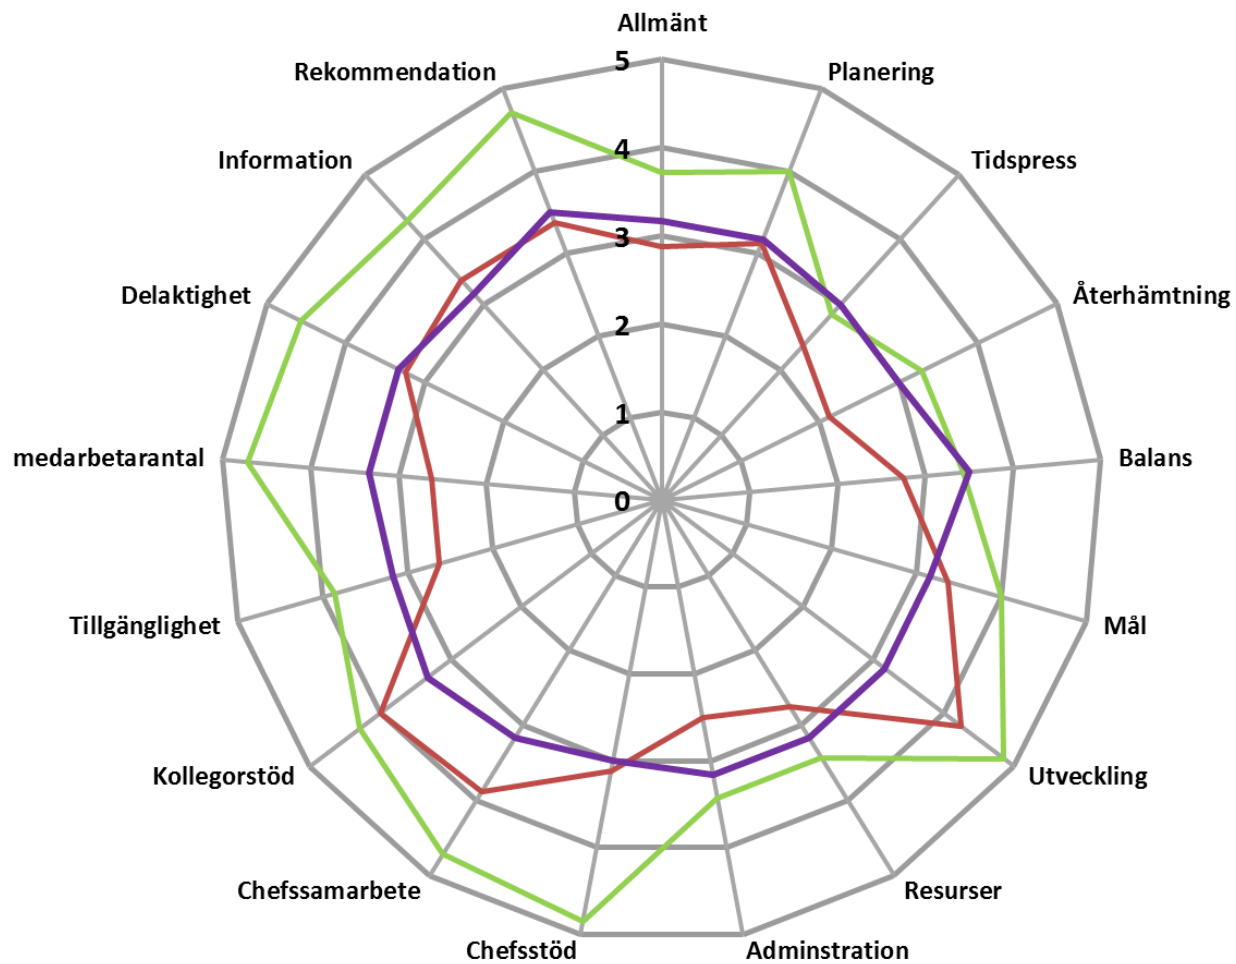 Allmänt
Planering
Tidspress
Återhämtning
Balans
Mål
Utveckling
Resurser
Adminstration
Chefsstöd
Chefssamarbete
Kollegorstöd
Tillgänglighet
medarbetarantal
Delaktighet
Information
Rekommendation
5
4
3
2
1
0